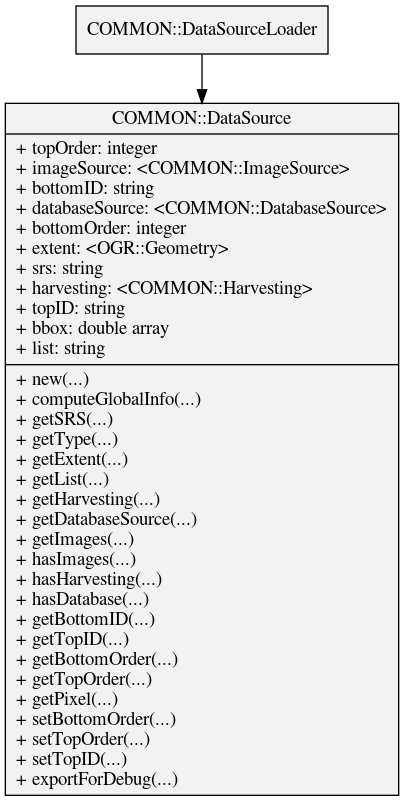 COMMON::DataSourceLoader
COMMON::DataSource
+ topOrder: integer
+ imageSource: <COMMON::ImageSource>
+ bottomID: string
+ databaseSource: <COMMON::DatabaseSource>
+ bottomOrder: integer
+ extent: <OGR::Geometry>
+ srs: string
+ harvesting: <COMMON::Harvesting>
+ topID: string
+ bbox: double array
+ list: string
+ new(...)
+ computeGlobalInfo(...)
+ getSRS(...)
+ getType(...)
+ getExtent(...)
+ getList(...)
+ getHarvesting(...)
+ getDatabaseSource(...)
+ getImages(...)
+ hasImages(...)
+ hasHarvesting(...)
+ hasDatabase(...)
+ getBottomID(...)
+ getTopID(...)
+ getBottomOrder(...)
+ getTopOrder(...)
+ getPixel(...)
+ setBottomOrder(...)
+ setTopOrder(...)
+ setTopID(...)
+ exportForDebug(...)